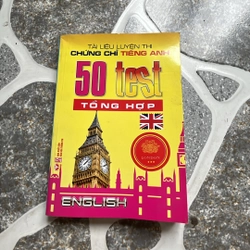 TÀI LIỆU LUYỆN THI
CHỨNG CHỈ TIẾNG ANH
50 test
TỔNG HỢP
ENGLISH